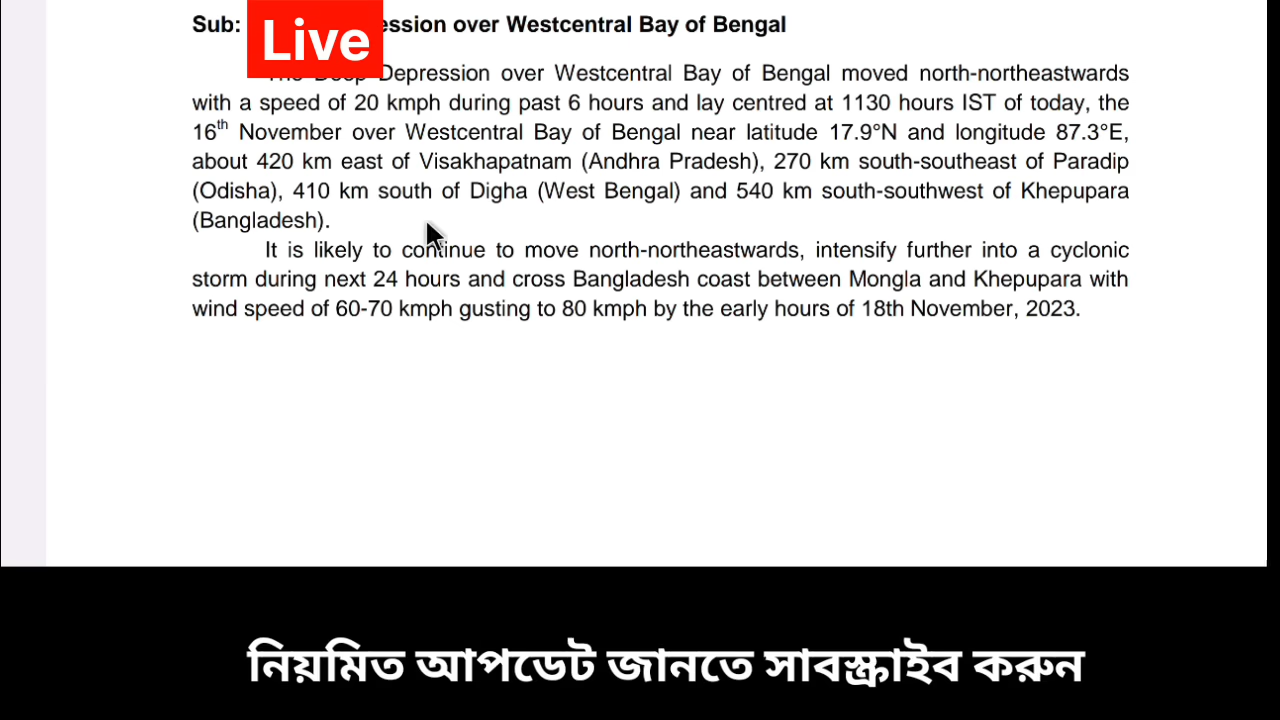 Sub: ession over Westcentral Bay of Bengal
Live
The Deep Depression over Westcentral Bay of Bengal moved north-northeastwards
with a speed of 20 kmph during past 6 hours and lay centred at 1130 hours IST of today, the
16th November over Westcentral Bay of Bengal near latitude 17.9°N and longitude 87.3°E,
about 420 km east of Visakhapatnam (Andhra Pradesh), 270 km south-southeast of Paradip
(Odisha), 410 km south of Digha (West Bengal) and 540 km south-southwest of Khepupara
(Bangladesh).
It is likely to continue to move north-northeastwards, intensify further into a cyclonic
storm during next 24 hours and cross Bangladesh coast between Mongla and Khepupara with
wind speed of 60-70 kmph gusting to 80 kmph by the early hours of 18th November, 2023.
নিয়মিত আপডেট জানতে সাবস্ক্রাইব করুন